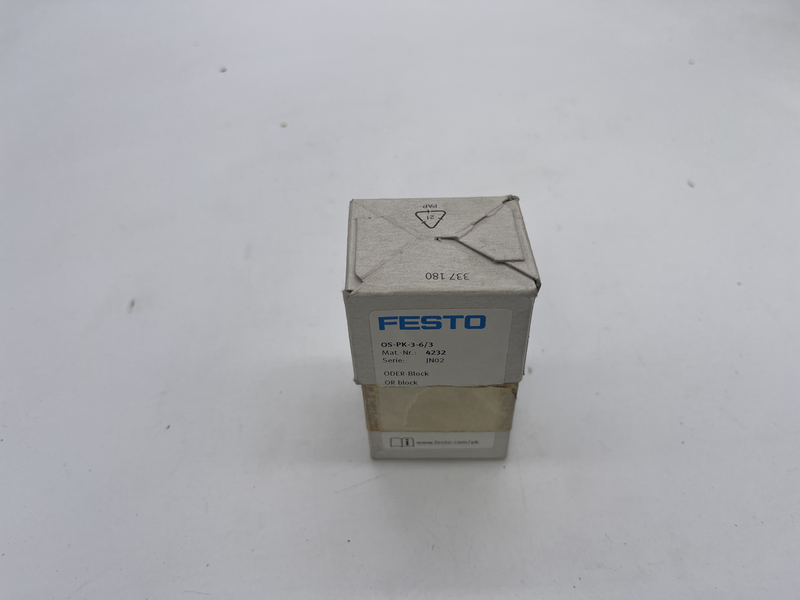 21
PAP
337 180
FESTO
OS-PK-3-6/3
Mat.-Nr.: 4232
Serie: JN02
ODER-Block
OR block
www.festo.com/pk